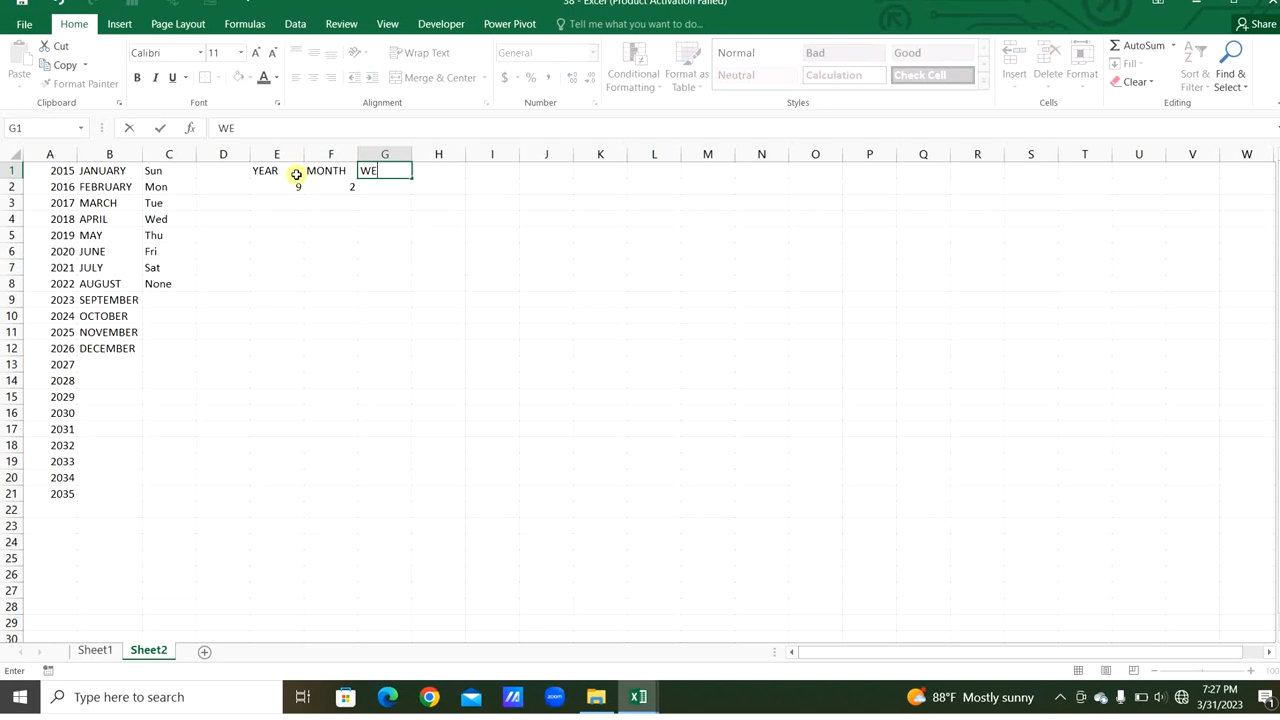 38 - Excel (Product Activation Failed)
File Home Insert Page Layout Formulas Data Review View Developer Power Pivot Tell me what you want to do... Share
Paste Cut Copy Format Painter Clipboard
Calibri 11 A A B I U A Font
Wrap Text Merge & Center Alignment
General $ % Number
Conditional Formatting Format as Table
Normal Bad Good
Neutral Calculation Check Cell
Styles
Insert Delete Format Cells
AutoSum Fill Clear Sort & Filter Find & Select Editing
G1 fx WE
A B C D E F G H I J K L M N O P Q R S T U V W
1 2015 JANUARY Sun YEAR MONTH WE
2 2016 FEBRUARY Mon 9 2
3 2017 MARCH Tue
4 2018 APRIL Wed
5 2019 MAY Thu
6 2020 JUNE Fri
7 2021 JULY Sat
8 2022 AUGUST None
9 2023 SEPTEMBER
10 2024 OCTOBER
11 2025 NOVEMBER
12 2026 DECEMBER
13 2027
14 2028
15 2029
16 2030
17 2031
18 2032
19 2033
20 2034
21 2035
22
23
24
25
26
27
28
29
30
Sheet1 Sheet2
Enter 100
Type here to search 88°F Mostly sunny 7:27 PM
3/31/2023 1